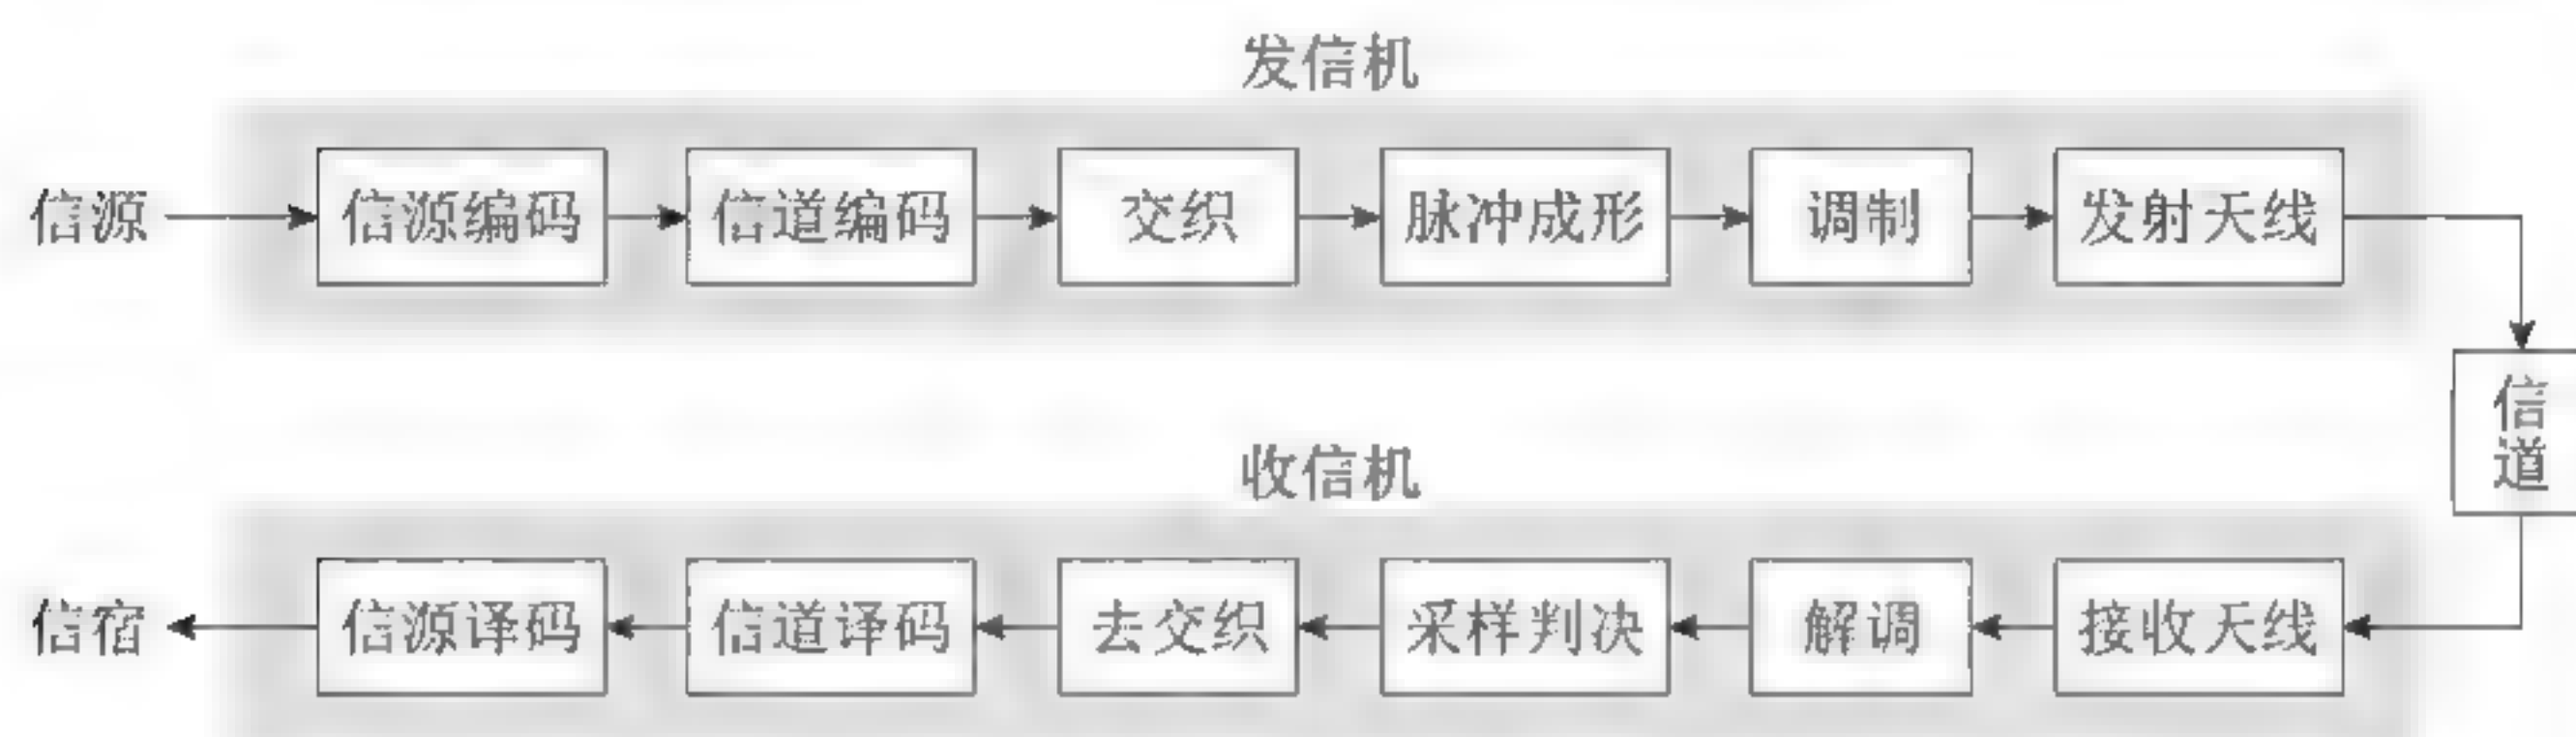 发信机
信源 信源编码 信道编码 交织 脉冲成形 调制 发射天线
信道
收信机
信宿 信源译码 信道译码 去交织 采样判决 解调 接收天线